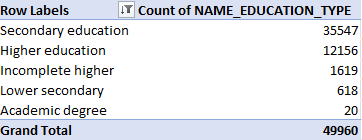 Row Labels Count of NAME_EDUCATION_TYPE
Secondary education 35547
Higher education 12156
Incomplete higher 1619
Lower secondary 618
Academic degree 20
Grand Total 49960